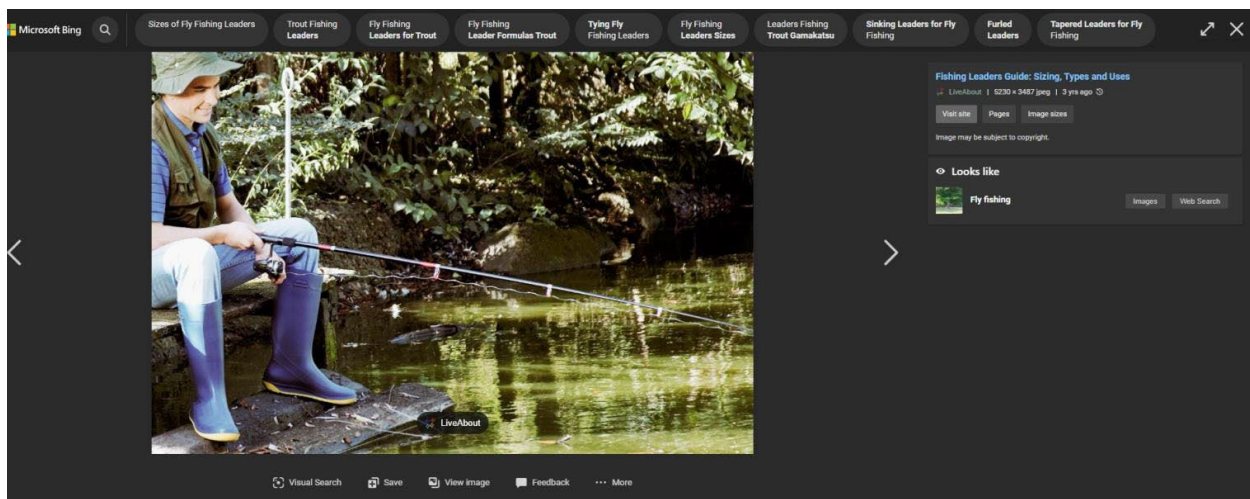 Microsoft Bing
Sizes of Fly Fishing Leaders
Trout Fishing
Leaders
Fly Fishing
Leaders for Trout
Fly Fishing
Leader Formulas Trout
Tying Fly
Fishing Leaders
Fly Fishing
Leaders Sizes
Leaders Fishing
Trout Gamakatsu
Sinking Leaders for Fly
Fishing
Furled
Leaders
Tapered Leaders for Fly
Fishing
Fishing Leaders Guide: Sizing, Types and Uses
LiveAbout | 5230 × 3487 jpeg | 3 yrs ago
Visit site
Pages
Image sizes
Image may be subject to copyright.
Looks like
Fly fishing
Images
Web Search
LiveAbout
Visual Search
Save
View image
Feedback
More